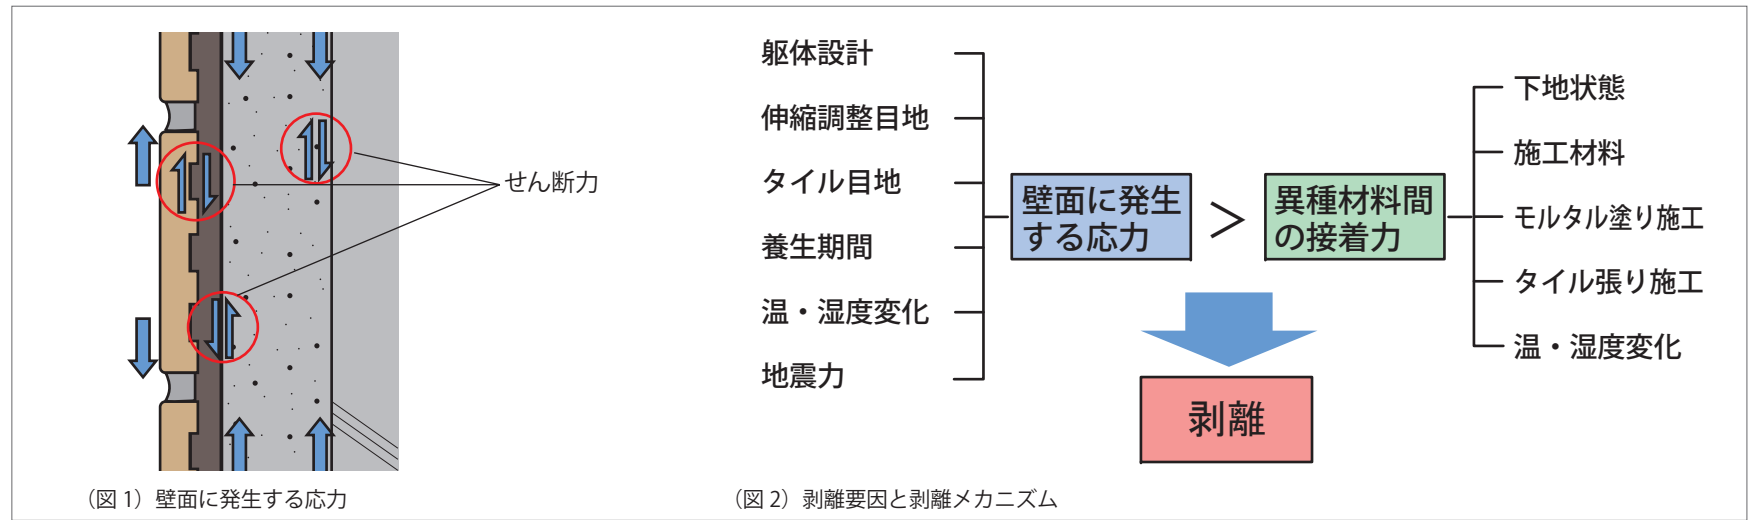 せん断力
（図 1）壁面に発生する応力
躯体設計
伸縮調整目地
タイル目地
養生期間
温・湿度変化
地震力
壁面に発生
する応力
＞
異種材料間
の接着力
下地状態
施工材料
モルタル塗り施工
タイル張り施工
温・湿度変化
剥離
（図 2）剥離要因と剥離メカニズム